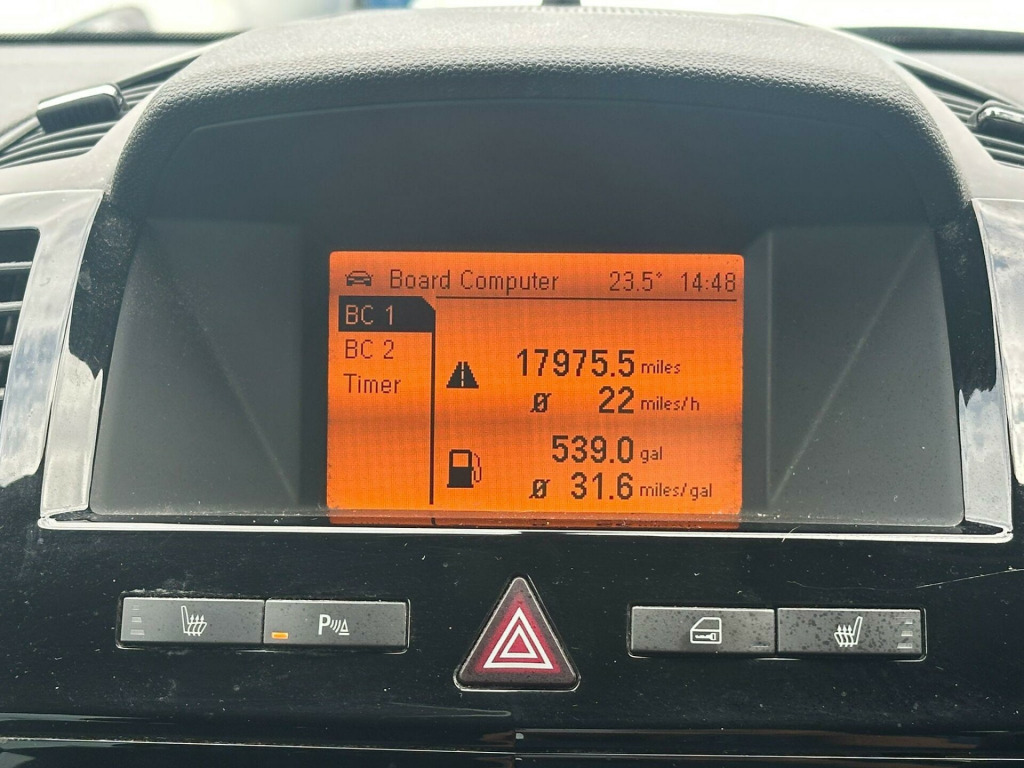 Board Computer 23.5° 14:48
BC 1
BC 2
Timer
17975.5 miles
Ø 22 miles/h
539.0 gal
Ø 31.6 miles/gal
P